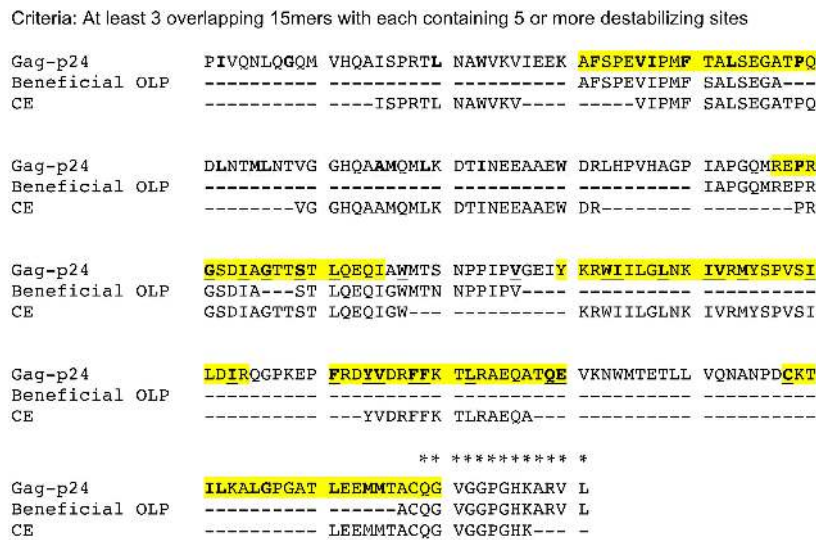 Criteria: At least 3 overlapping 15mers with each containing 5 or more destabilizing sites
Gag-p24 PIVQNLQGQM VHQAISPRTL NAWVKVIEEK AFSPEVIPMF TALSEGATPQ
Beneficial OLP ---------- ---------- ---------- AFSPEVIPMF SALSEGA---
CE ---------- ----ISPRTL NAWVKV---- -----VIPMF SALSEGATPQ
Gag-p24 DLNTMLNTVG GHQAAMQMLK DTINEEAAEW DRLHPVHAGP IAPGQMREPR
Beneficial OLP ---------- ---------- ---------- ---------- IAPGQMREPR
CE --------VG GHQAAMQMLK DTINEEAAEW DR-------- --------PR
Gag-p24 GSDIAGTTST LQEQIAWMTS NPPIPVGEIY KRWIILGLNK IVRMYSPVSI
Beneficial OLP GSDIA---ST LQEQIGWMTN NPPIPV---- ---------- ----------
CE GSDIAGTTST LQEQIGW--- ---------- KRWIILGLNK IVRMYSPVSI
Gag-p24 LDIRQGPKEP FRDYVDRFFK TLRAEQATQE VKNWMTETLL VQNANPDCKT
Beneficial OLP ---------- ---------- ---------- ---------- ----------
CE ---------- ---YVDRFFK TLRAEQA--- ---------- ----------
** ********** *
Gag-p24 ILKALGPGAT LEEMMTACQG VGGPGHKARV L
Beneficial OLP ---------- ------ACQG VGGPGHKARV L
CE ---------- LEEMMTACQG VGGPGHK--- -